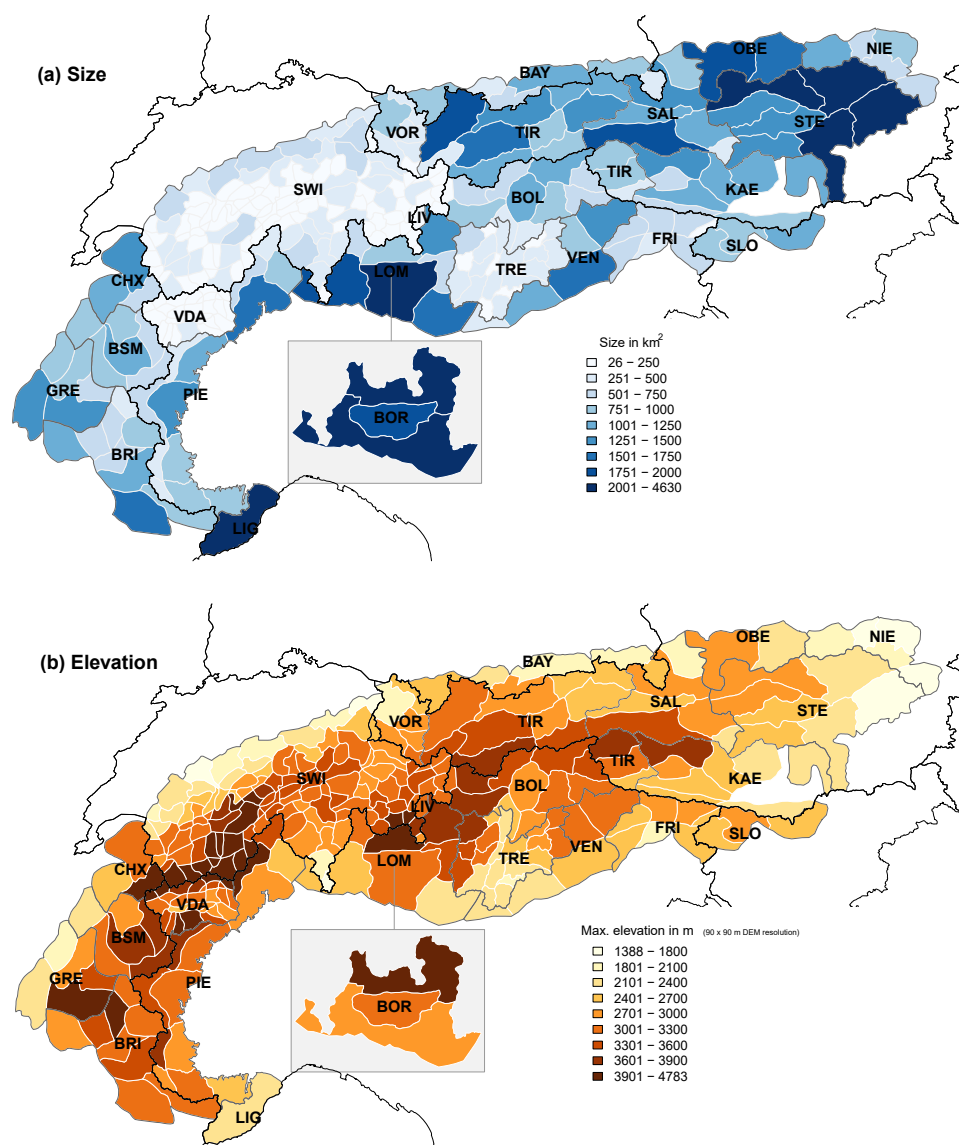 (a) Size
OBE
NIE
BAY
VOR
TIR
SAL
STE
SWI
TIR
BOL
KAE
LIV
FRI
SLO
CHX
LOM
TRE
VEN
VDA
BSM
GRE
PIE
BOR
BRI
LIG
Size in km²
26 − 250
251 − 500
501 − 750
751 − 1000
1001 − 1250
1251 − 1500
1501 − 1750
1751 − 2000
2001 − 4630
(b) Elevation
OBE
NIE
BAY
VOR
TIR
SAL
STE
SWI
TIR
BOL
KAE
LIV
FRI
SLO
CHX
LOM
TRE
VEN
VDA
BSM
GRE
PIE
BOR
BRI
LIG
Max. elevation in m (90 x 90 m DEM resolution)
1388 − 1800
1801 − 2100
2101 − 2400
2401 − 2700
2701 − 3000
3001 − 3300
3301 − 3600
3601 − 3900
3901 − 4783